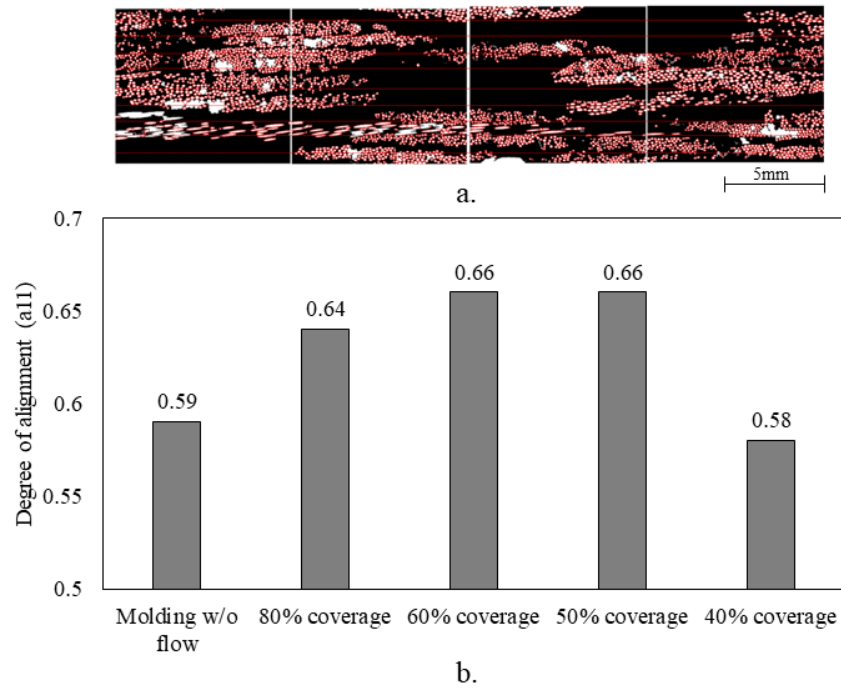 5mm
a.
0.7
0.65
0.6
0.55
0.5
Degree of alignment (a11)
0.59
0.64
0.66
0.66
0.58
Molding w/o
flow
80% coverage
60% coverage
50% coverage
40% coverage
b.